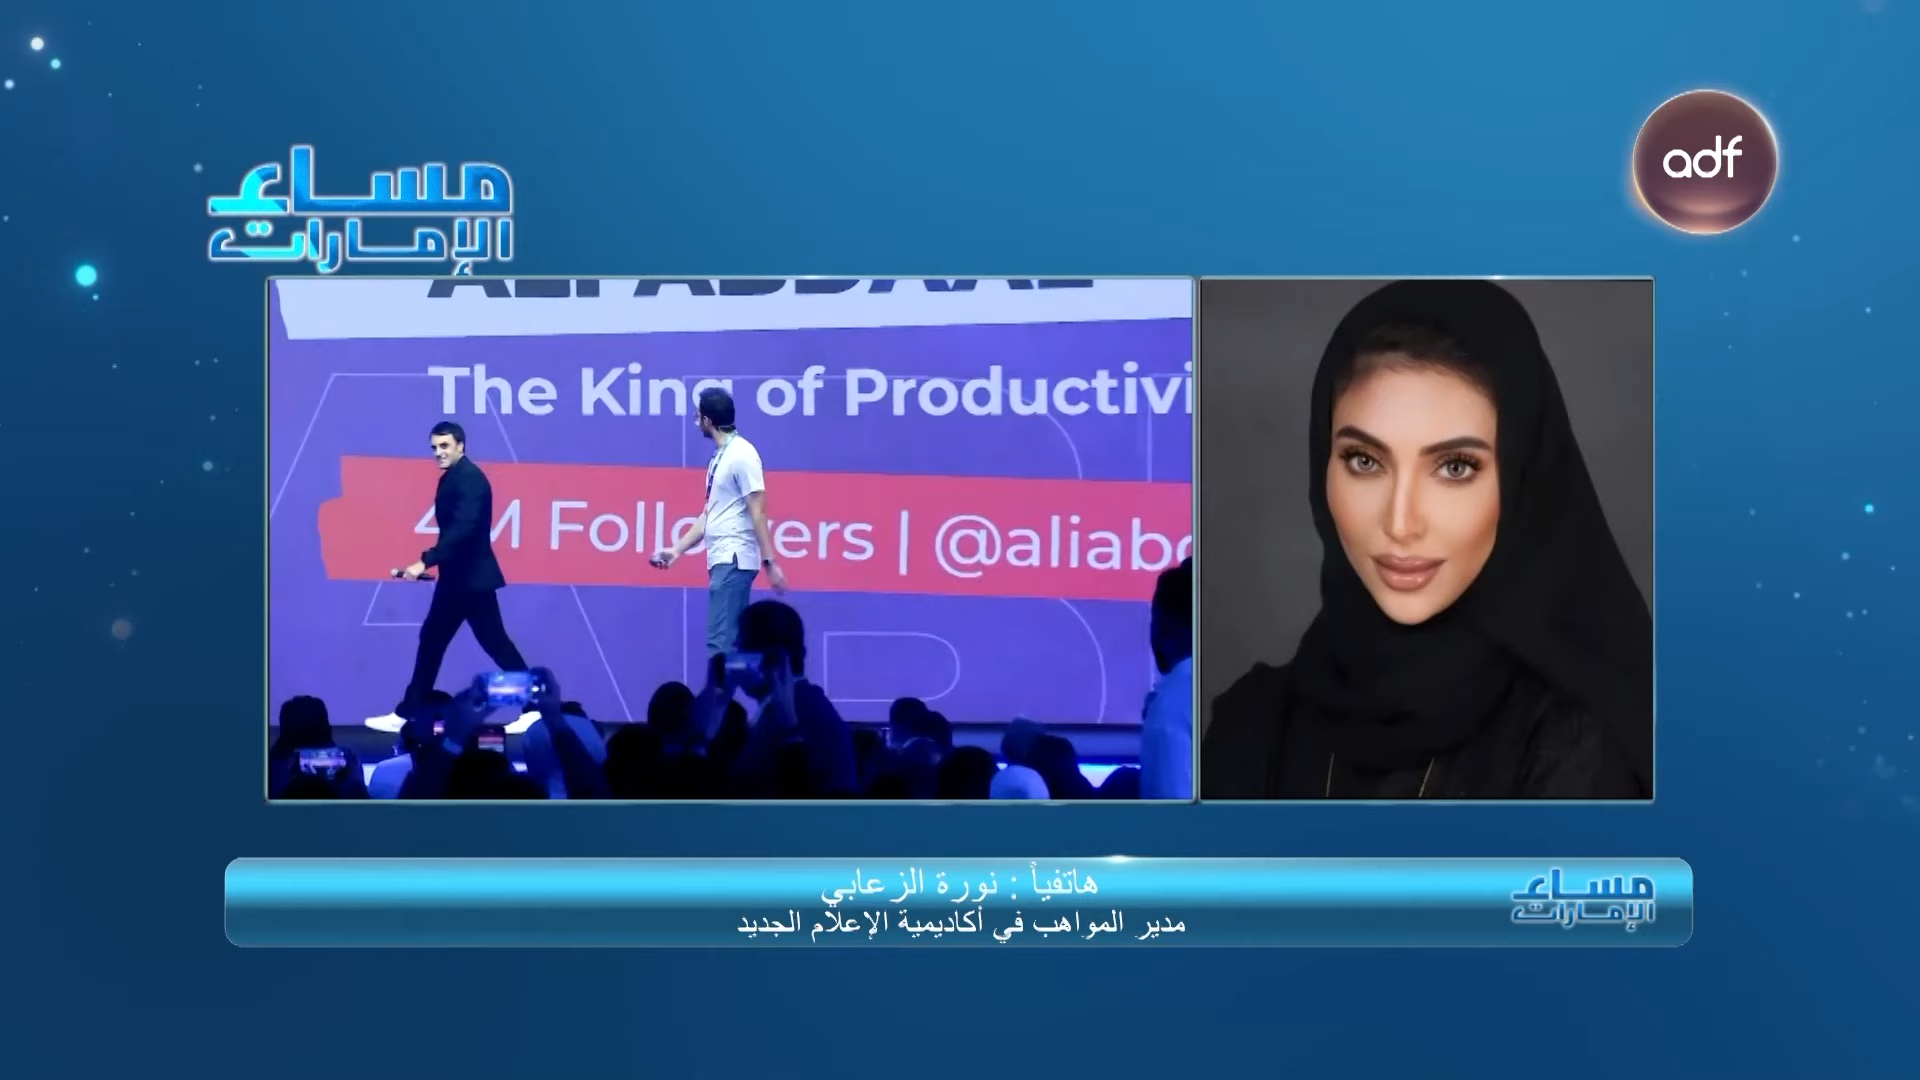 adf
مساء
الإمارات
The King of Productivi
4M Followers | @aliab
هاتفياً : نورة الزعابي
مدير المواهب في أكاديمية الإعلام الجديد
مساء
الإمارات